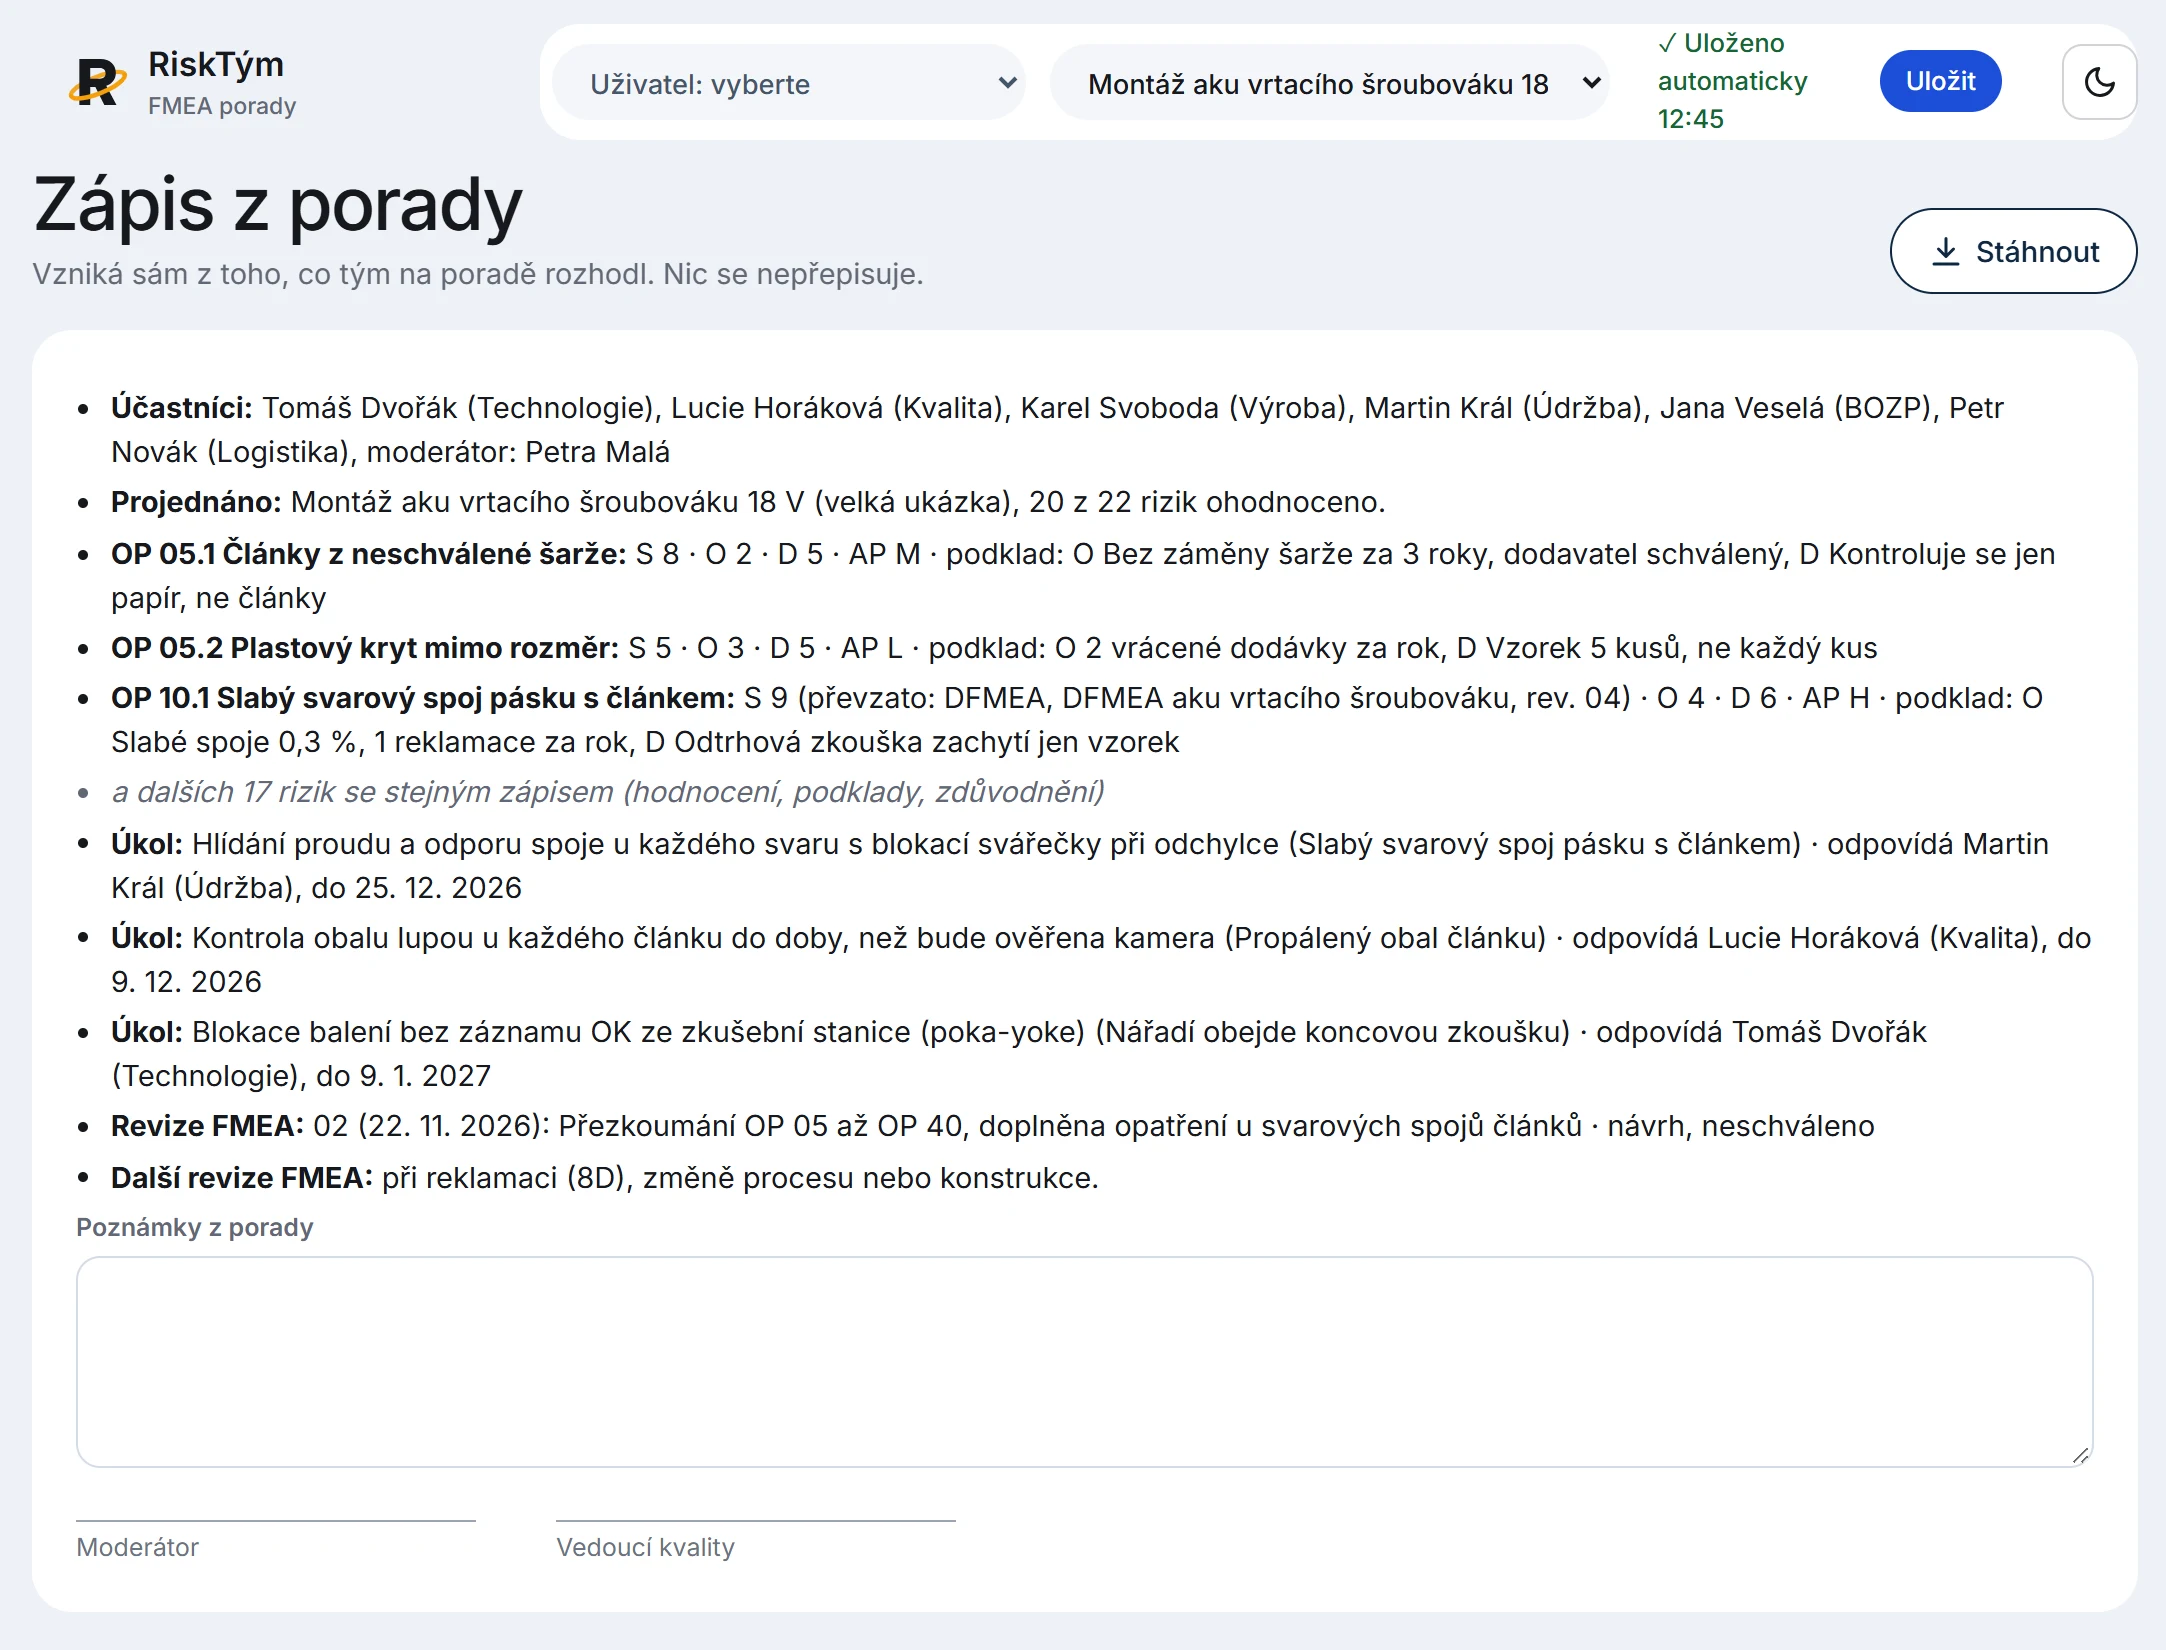 RiskTým
FMEA porady
Uživatel: vyberte
Montáž aku vrtacího šroubováku 18
✓ Uloženo
automaticky
12:45
Uložit
Zápis z porady
Vzniká sám z toho, co tým na poradě rozhodl. Nic se nepřepisuje.
Stáhnout
• Účastníci: Tomáš Dvořák (Technologie), Lucie Horáková (Kvalita), Karel Svoboda (Výroba), Martin Král (Údržba), Jana Veselá (BOZP), Petr
Novák (Logistika), moderátor: Petra Malá
• Projednáno: Montáž aku vrtacího šroubováku 18 V (velká ukázka), 20 z 22 rizik ohodnoceno.
• OP 05.1 Články z neschválené šarže: S 8 · O 2 · D 5 · AP M · podklad: O Bez záměny šarže za 3 roky, dodavatel schválený, D Kontroluje se jen
papír, ne články
• OP 05.2 Plastový kryt mimo rozměr: S 5 · O 3 · D 5 · AP L · podklad: O 2 vrácené dodávky za rok, D Vzorek 5 kusů, ne každý kus
• OP 10.1 Slabý svarový spoj pásku s článkem: S 9 (převzato: DFMEA, DFMEA aku vrtacího šroubováku, rev. 04) · O 4 · D 6 · AP H · podklad: O
Slabé spoje 0,3 %, 1 reklamace za rok, D Odtrhová zkouška zachytí jen vzorek
• a dalších 17 rizik se stejným zápisem (hodnocení, podklady, zdůvodnění)
• Úkol: Hlídání proudu a odporu spoje u každého svaru s blokací svářečky při odchylce (Slabý svarový spoj pásku s článkem) · odpovídá Martin
Král (Údržba), do 25. 12. 2026
• Úkol: Kontrola obalu lupou u každého článku do doby, než bude ověřena kamera (Propálený obal článku) · odpovídá Lucie Horáková (Kvalita), do
9. 12. 2026
• Úkol: Blokace balení bez záznamu OK ze zkušební stanice (poka-yoke) (Nářadí obejde koncovou zkoušku) · odpovídá Tomáš Dvořák
(Technologie), do 9. 1. 2027
• Revize FMEA: 02 (22. 11. 2026): Přezkoumání OP 05 až OP 40, doplněna opatření u svarových spojů článků · návrh, neschváleno
• Další revize FMEA: při reklamaci (8D), změně procesu nebo konstrukce.
Poznámky z porady
Moderátor
Vedoucí kvality